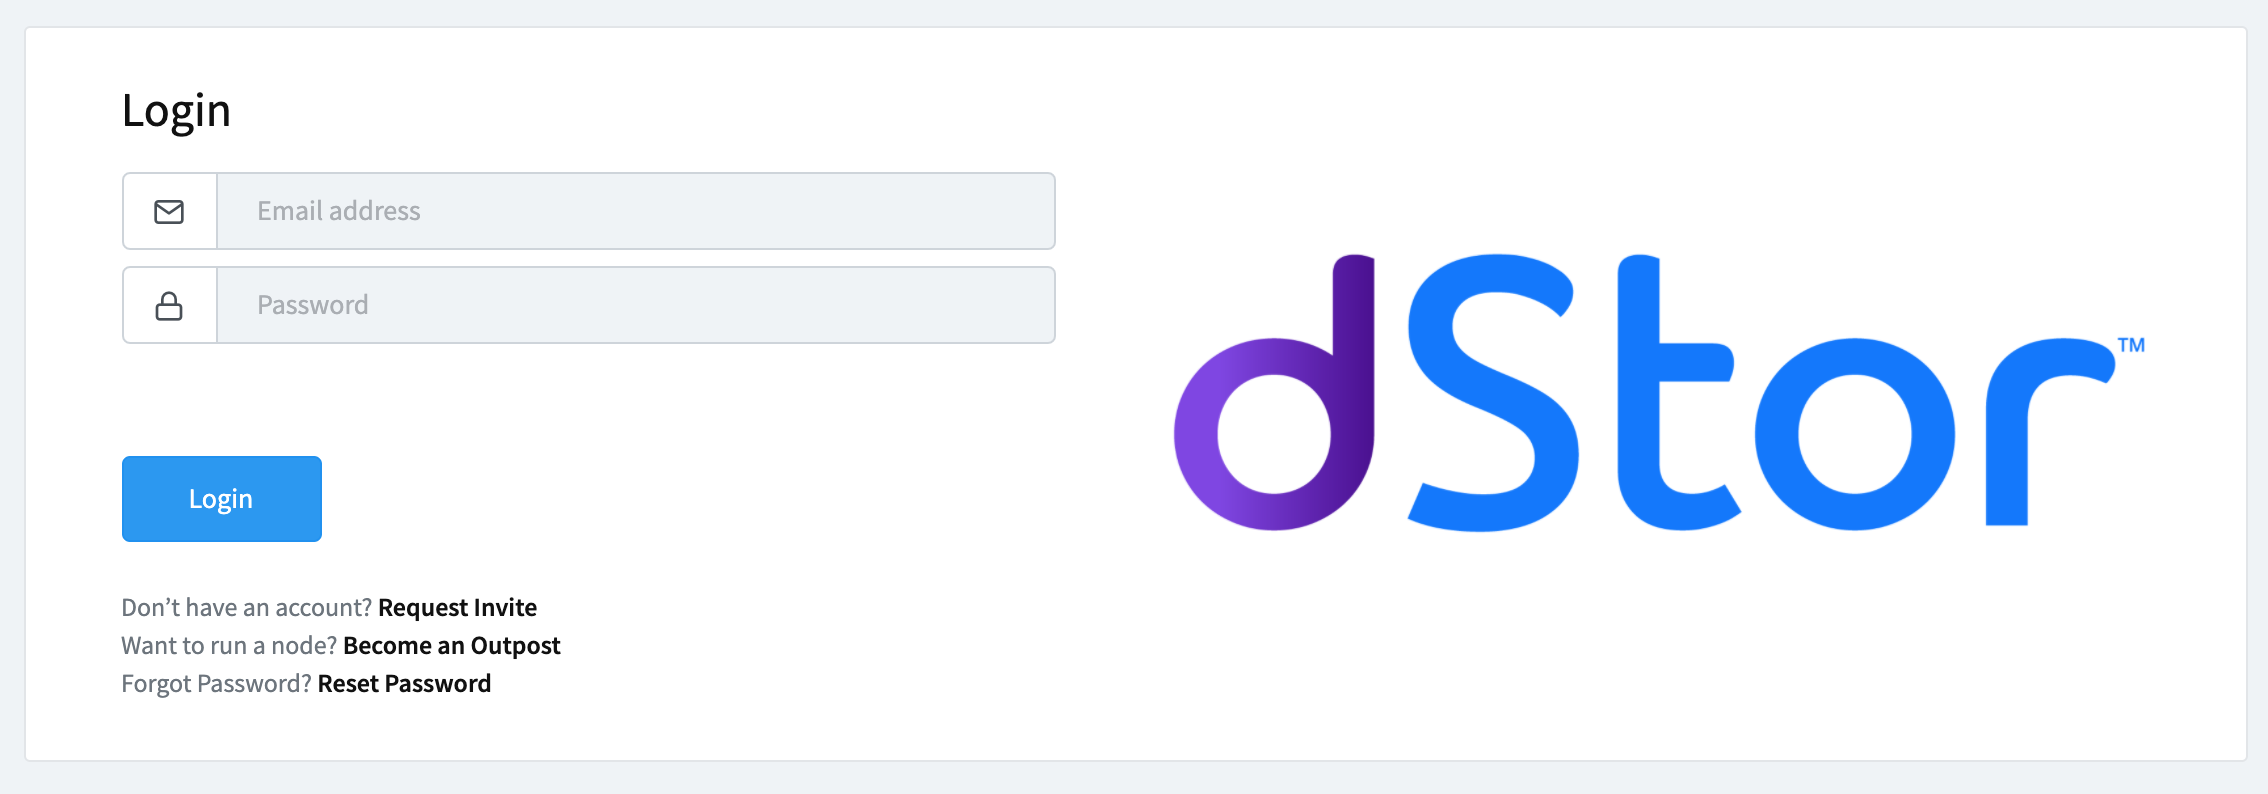 Login
Email address
Password
Login
Don’t have an account? Request Invite
Want to run a node? Become an Outpost
Forgot Password? Reset Password
dStor™